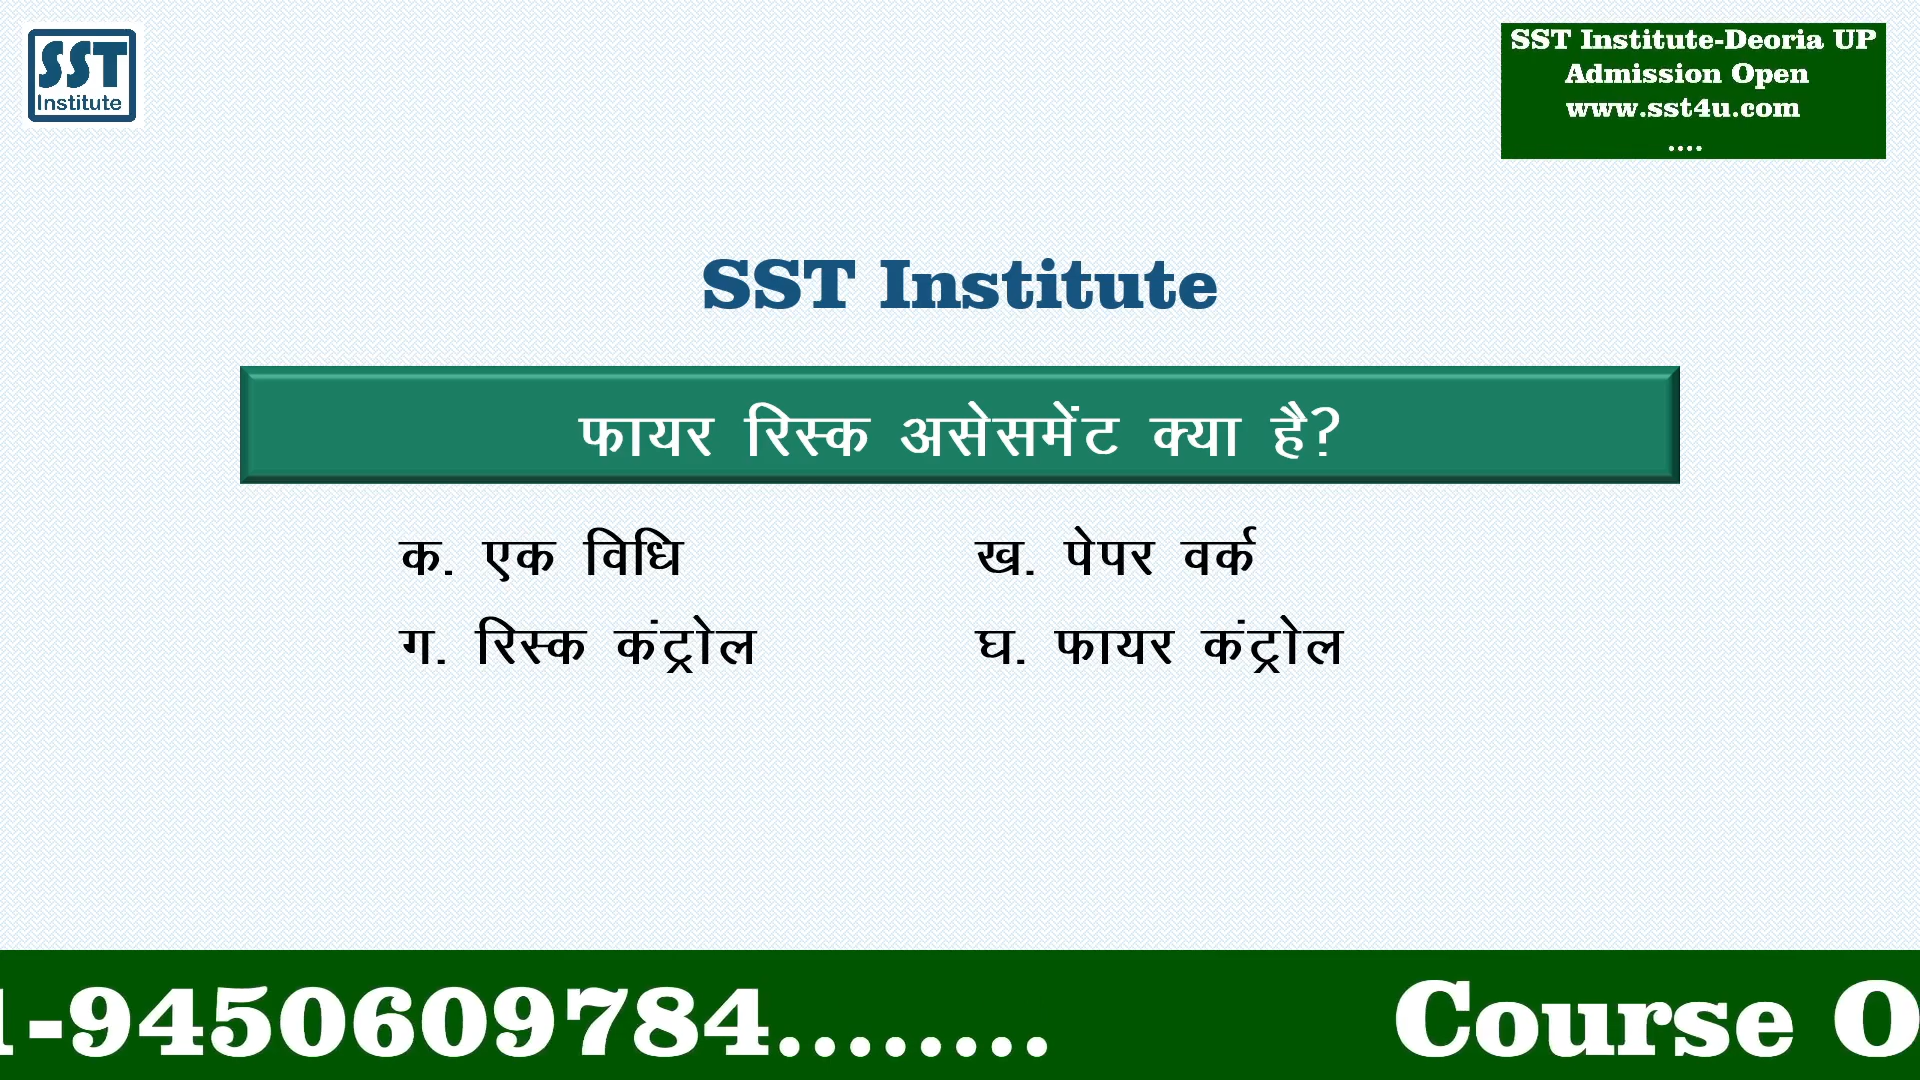 SST
Institute
SST Institute-Deoria UP
Admission Open
www.sst4u.com
....
SST Institute
फायर रिस्क असेसमेंट क्या है?
क. एक विधि
ख. पेपर वर्क
ग. रिस्क कंट्रोल
घ. फायर कंट्रोल
1-9450609784........ Course O